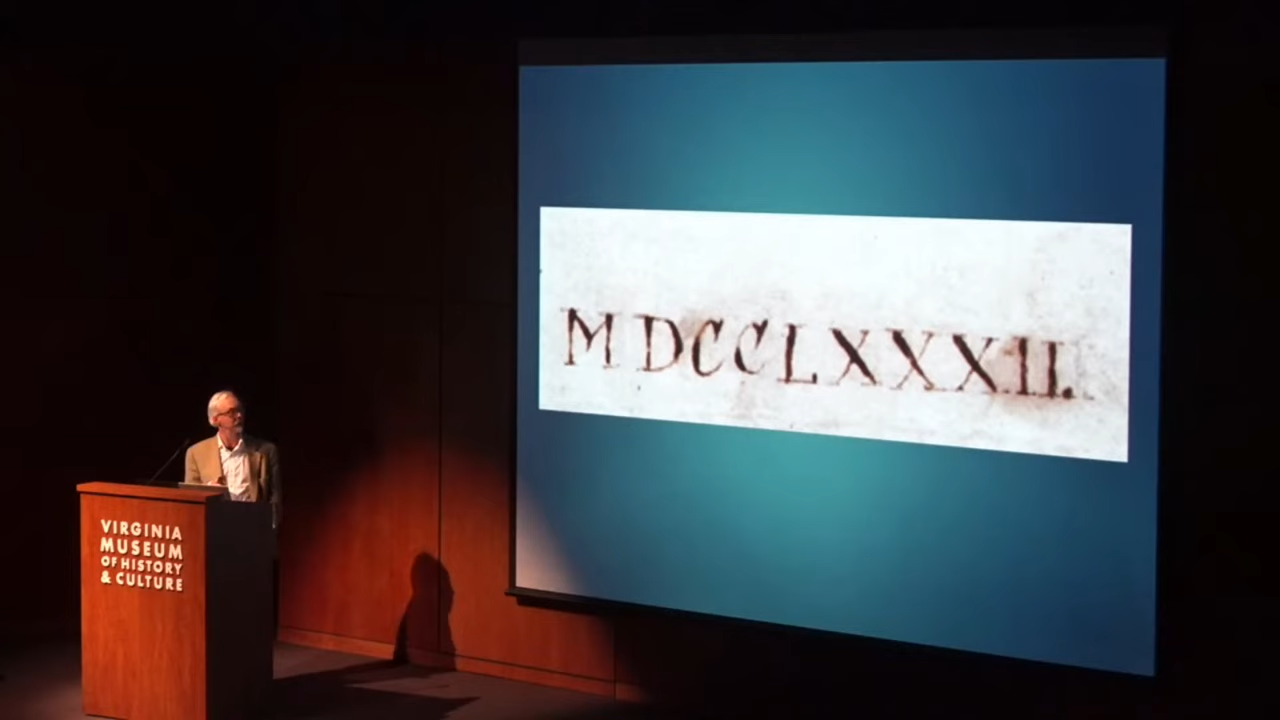 MDCCLXXXII.
VIRGINIA
MUSEUM
OF HISTORY
& CULTURE